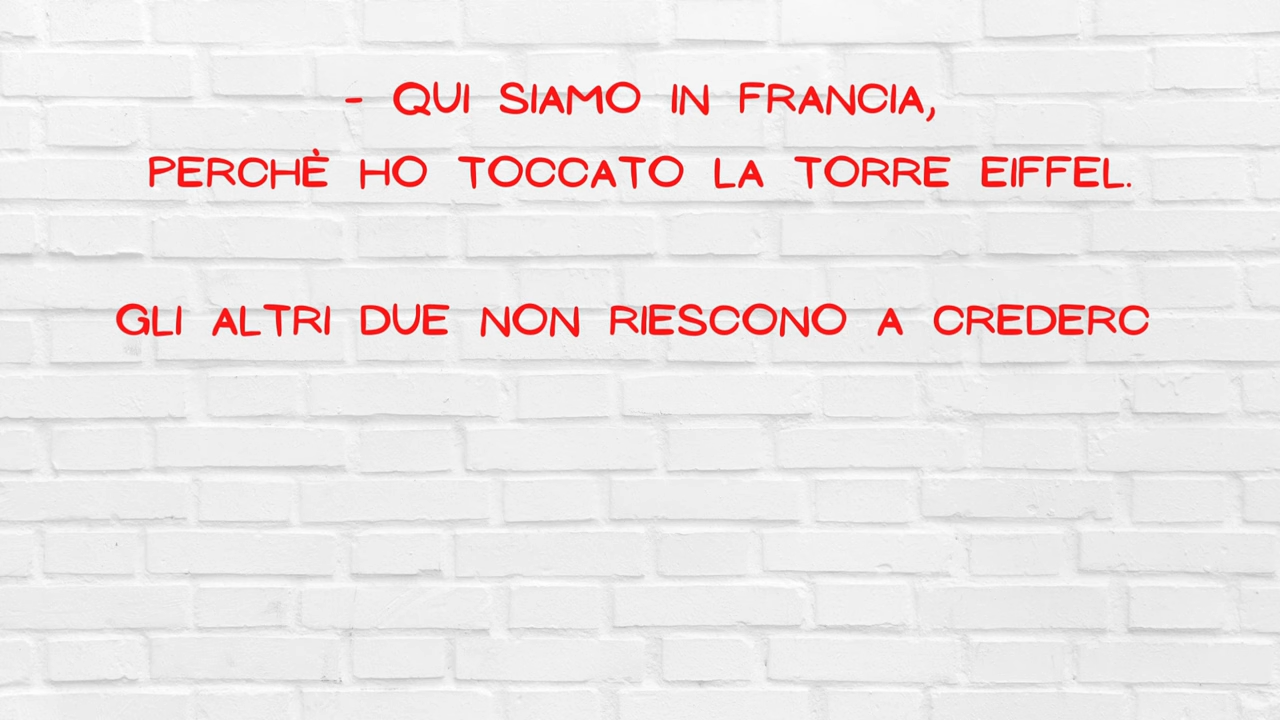 - QUI SIAMO IN FRANCIA,
PERCHÈ HO TOCCATO LA TORRE EIFFEL.
GLI ALTRI DUE NON RIESCONO A CREDERC